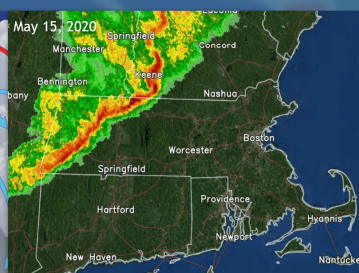 May 15, 2020
Laconia
Springfield
Manchester
Concord
Keene
Bennington
Nashua
bany
Boston
Worcester
Springfield
Providence
Hartford
Hyannis
Newport
New Haven
Nantucke